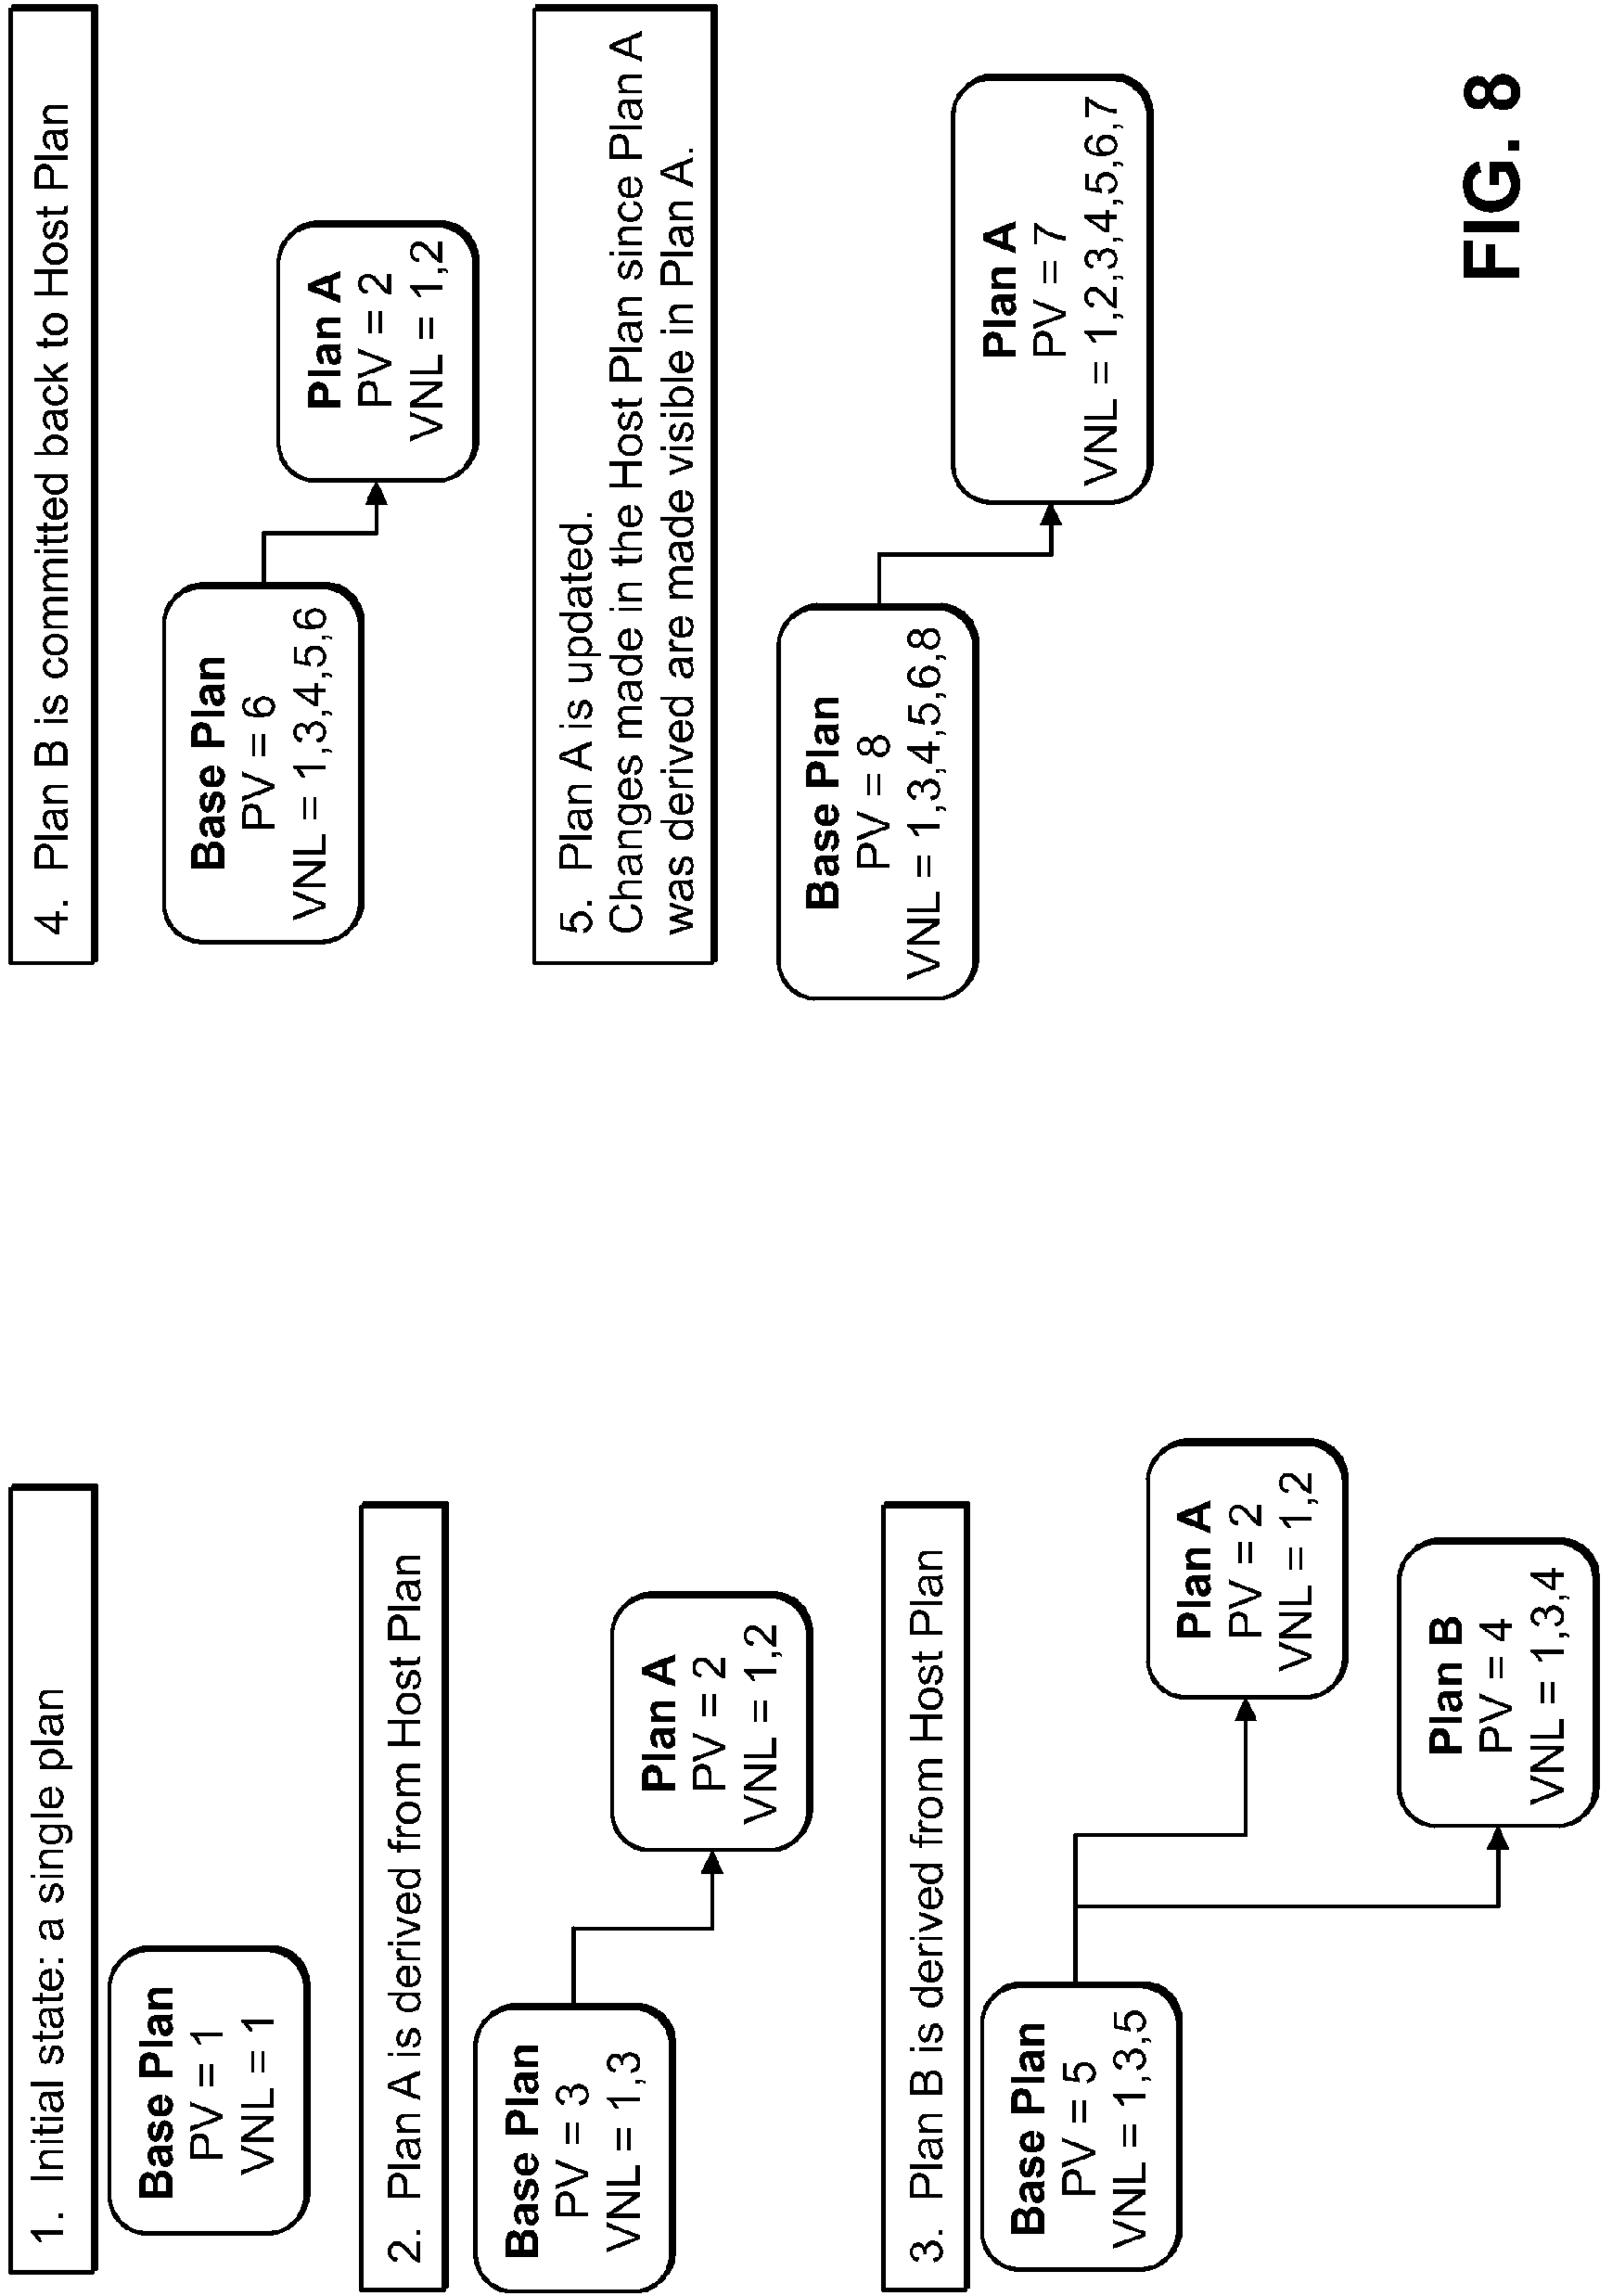 1. Initial state: a single plan
Base Plan
PV = 1
VNL = 1
2. Plan A is derived from Host Plan
Base Plan
PV = 3
VNL = 1,3
Plan A
PV = 2
VNL = 1,2
3. Plan B is derived from Host Plan
Base Plan
PV = 5
VNL = 1,3,5
Plan A
PV = 2
VNL = 1,2
Plan B
PV = 4
VNL = 1,3,4
4. Plan B is committed back to Host Plan
Base Plan
PV = 6
VNL = 1,3,4,5,6
Plan A
PV = 2
VNL = 1,2
5. Plan A is updated.
Changes made in the Host Plan since Plan A
was derived are made visible in Plan A.
Base Plan
PV = 8
VNL = 1,3,4,5,6,8
Plan A
PV = 7
VNL = 1,2,3,4,5,6,7
FIG. 8